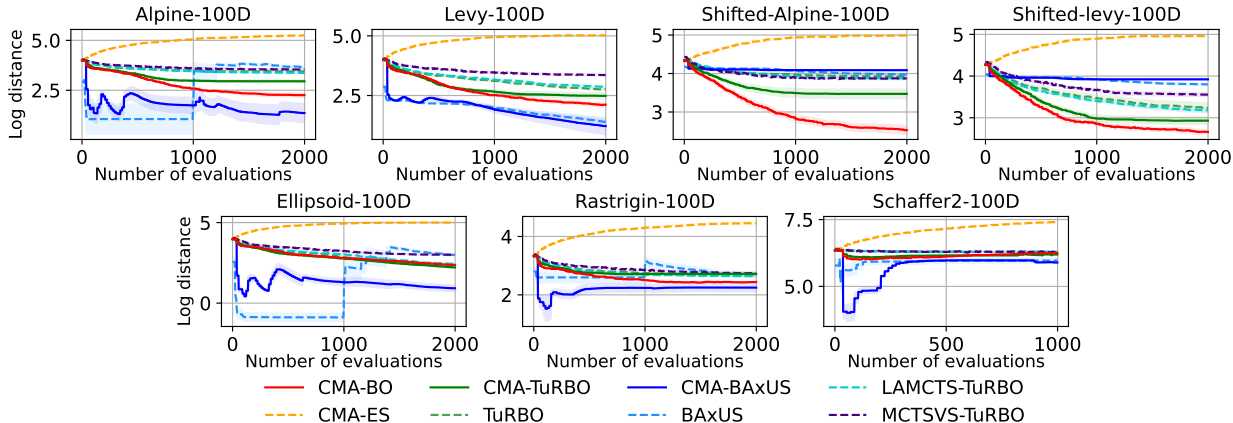 Alpine-100D
Levy-100D
Shifted-Alpine-100D
Shifted-levy-100D
Log distance
5.0
2.5
0 1000 2000
Number of evaluations
5.0
2.5
0 1000 2000
Number of evaluations
5
4
3
0 1000 2000
Number of evaluations
5
4
3
0 1000 2000
Number of evaluations
Ellipsoid-100D
Rastrigin-100D
Schaffer2-100D
Log distance
5
0
0 1000 2000
Number of evaluations
4
2
0 1000 2000
Number of evaluations
7.5
5.0
0 500 1000
Number of evaluations
CMA-BO CMA-TuRBO CMA-BAxUS LAMCTS-TuRBO
CMA-ES TuRBO BAxUS MCTSVS-TuRBO